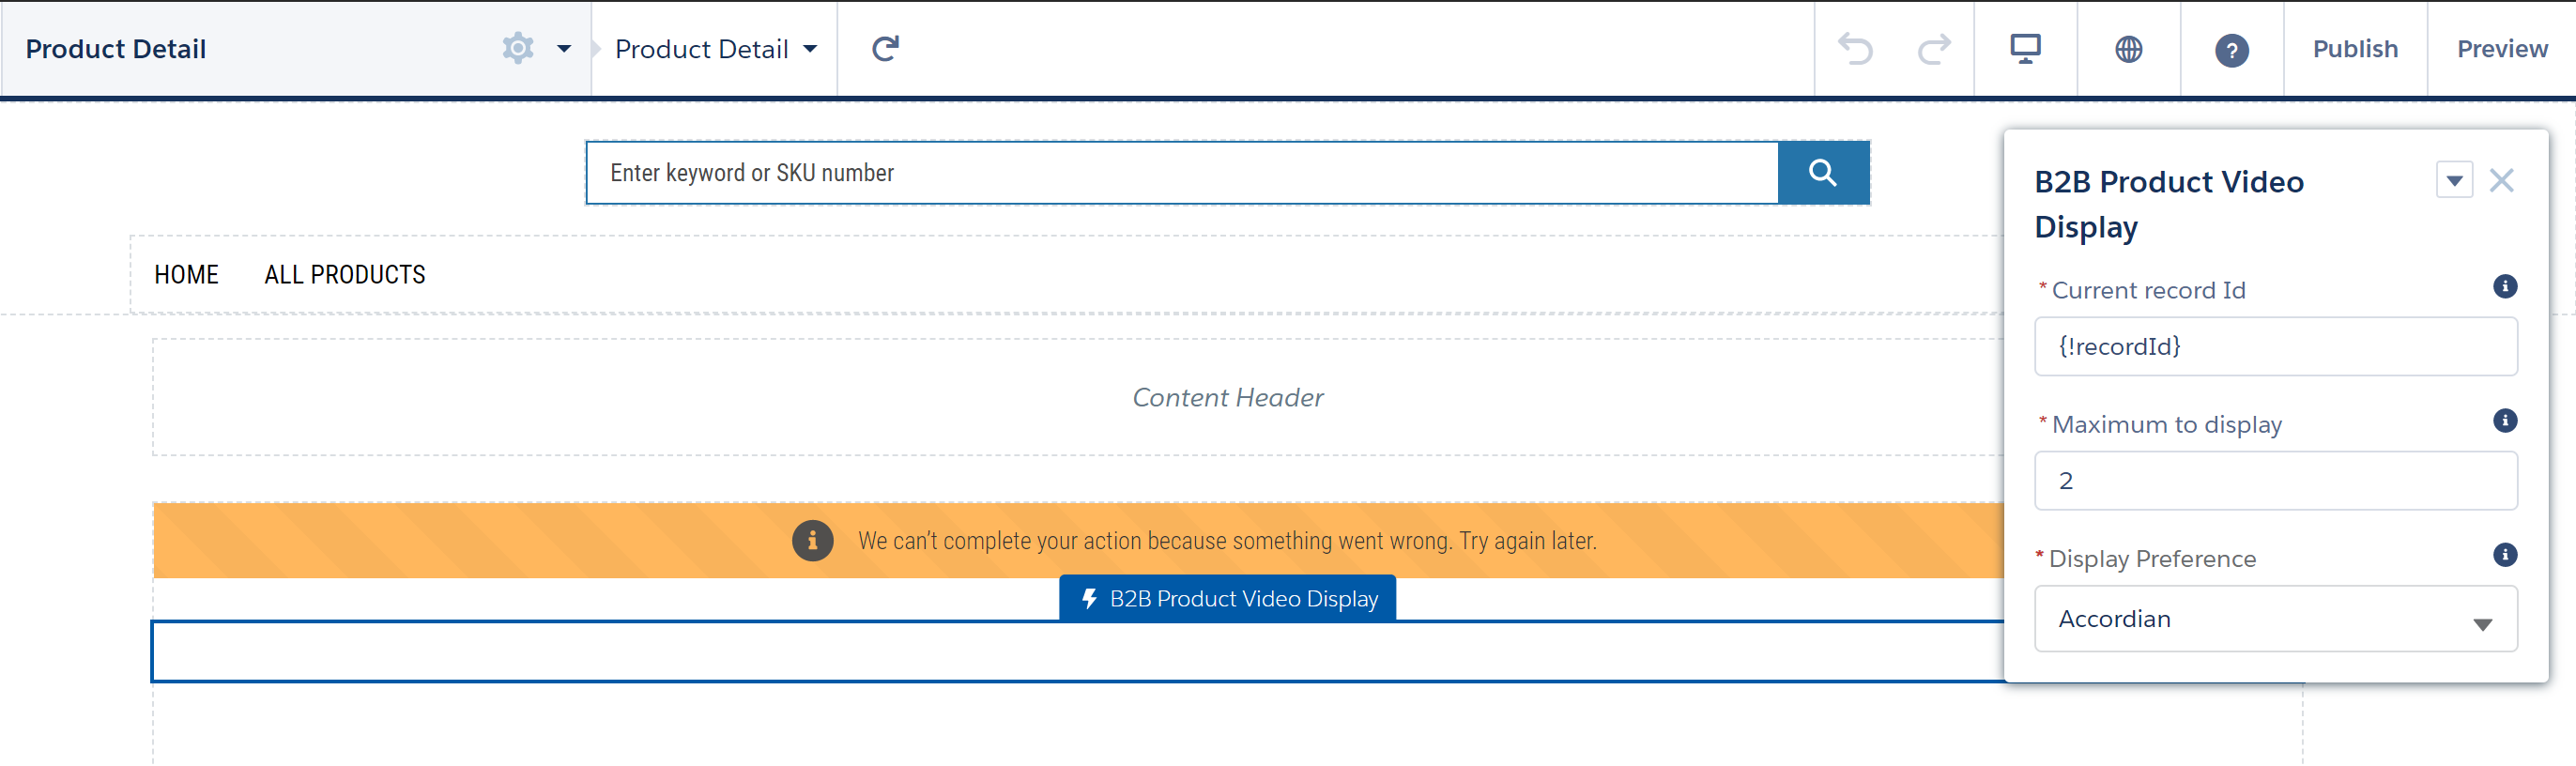 Product Detail
Product Detail
Publish
Preview
Enter keyword or SKU number
HOME
ALL PRODUCTS
Content Header
We can’t complete your action because something went wrong. Try again later.
B2B Product Video Display
B2B Product Video
Display
* Current record Id
{!recordId}
* Maximum to display
2
* Display Preference
Accordian